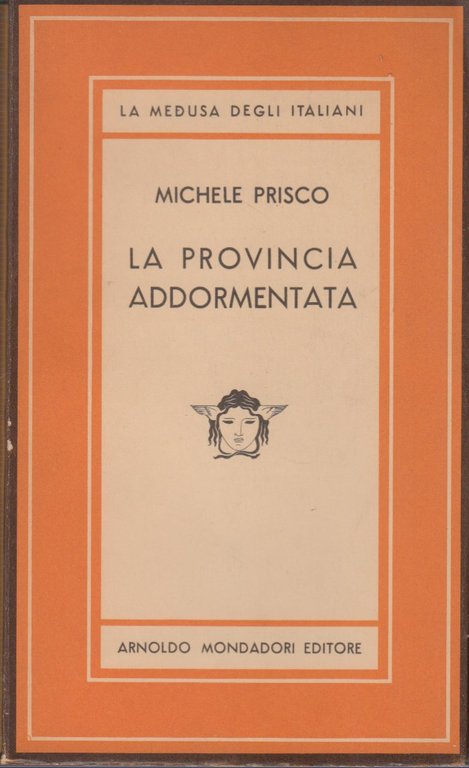 LA MEDUSA DEGLI ITALIANI
MICHELE PRISCO
LA PROVINCIA
ADDORMENTATA
ARNOLDO MONDADORI EDITORE